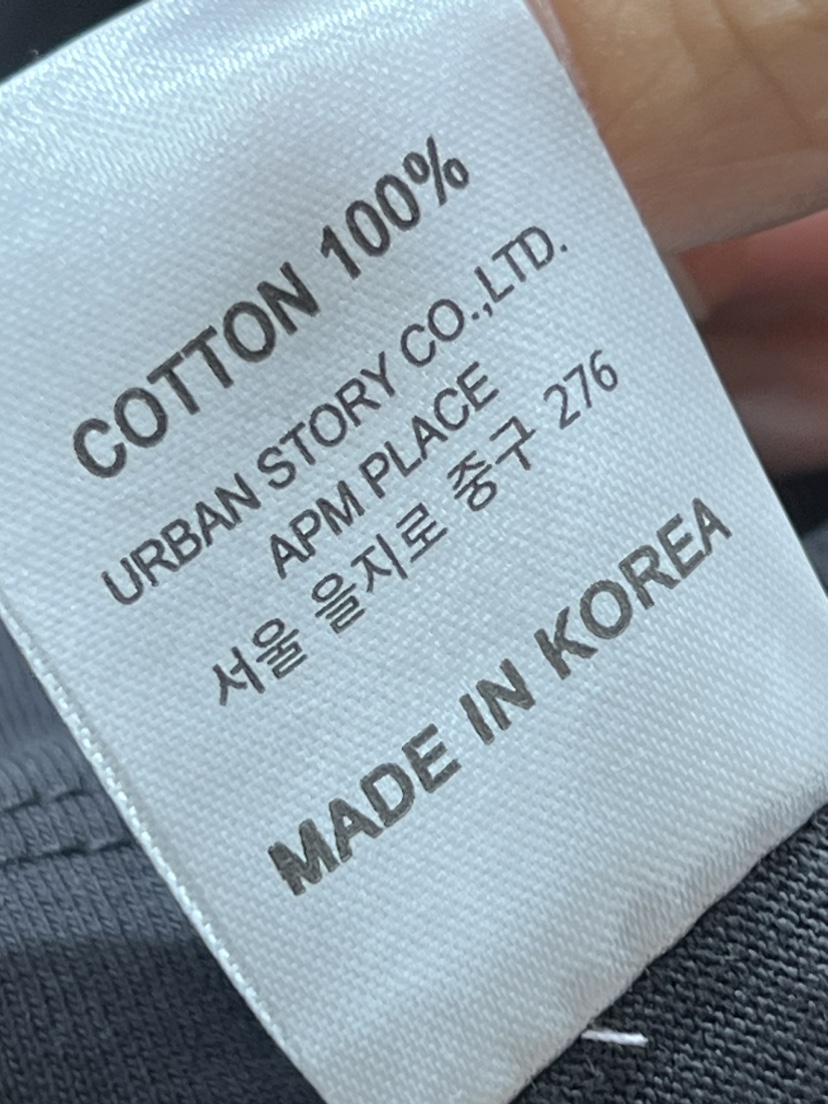 COTTON 100%
URBAN STORY CO.,LTD.
APM PLACE
서울 을지로 중구 276
MADE IN KOREA